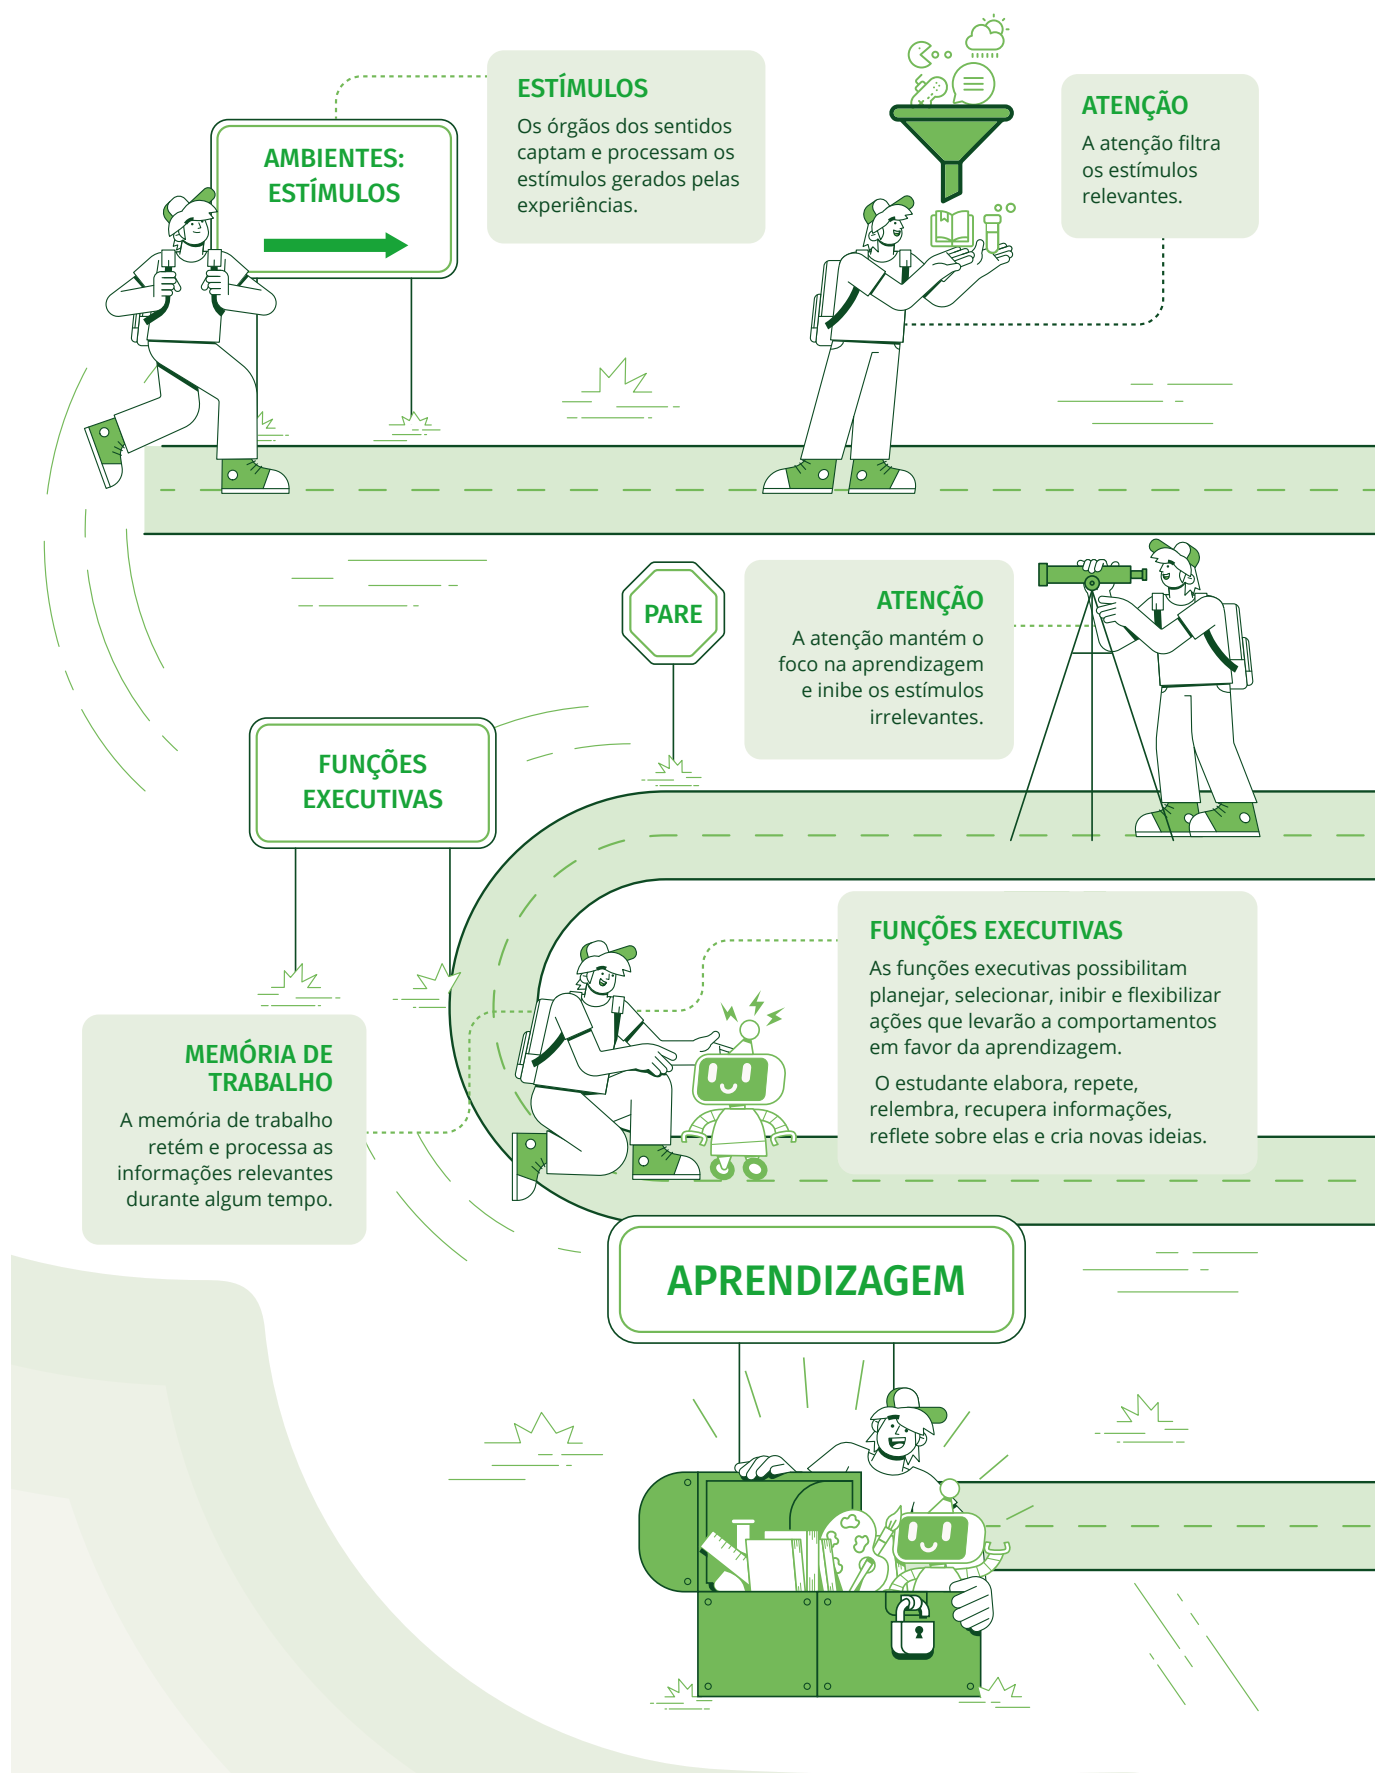 AMBIENTES:
ESTÍMULOS
ESTÍMULOS
Os órgãos dos sentidos
captam e processam os
estímulos gerados pelas
experiências.
ATENÇÃO
A atenção filtra
os estímulos
relevantes.
PARE
ATENÇÃO
A atenção mantém o
foco na aprendizagem
e inibe os estímulos
irrelevantes.
FUNÇÕES
EXECUTIVAS
FUNÇÕES EXECUTIVAS
As funções executivas possibilitam
planejar, selecionar, inibir e flexibilizar
ações que levarão a comportamentos
em favor da aprendizagem.
O estudante elabora, repete,
relembra, recupera informações,
reflete sobre elas e cria novas ideias.
MEMÓRIA DE
TRABALHO
A memória de trabalho
retém e processa as
informações relevantes
durante algum tempo.
APRENDIZAGEM